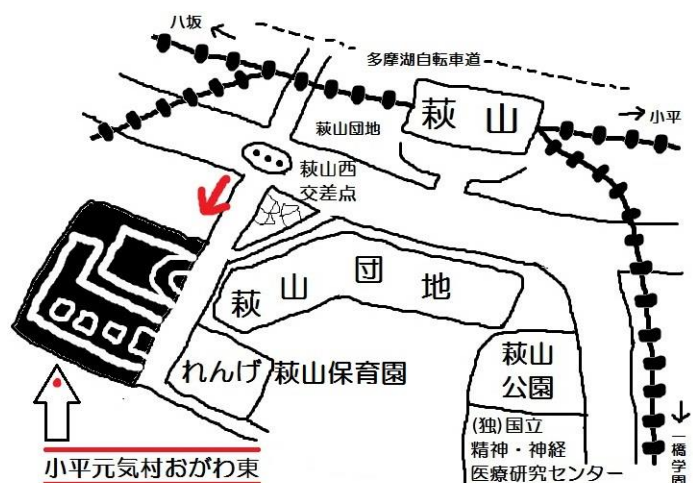 八坂
多摩湖自転車道
萩山
小平
萩山団地
萩山西
交差点
萩山団地
れんげ萩山保育園
萩山
公園
(独)国立
精神・神経
医療研究センター
一橋学園
小平元気村おがわ東